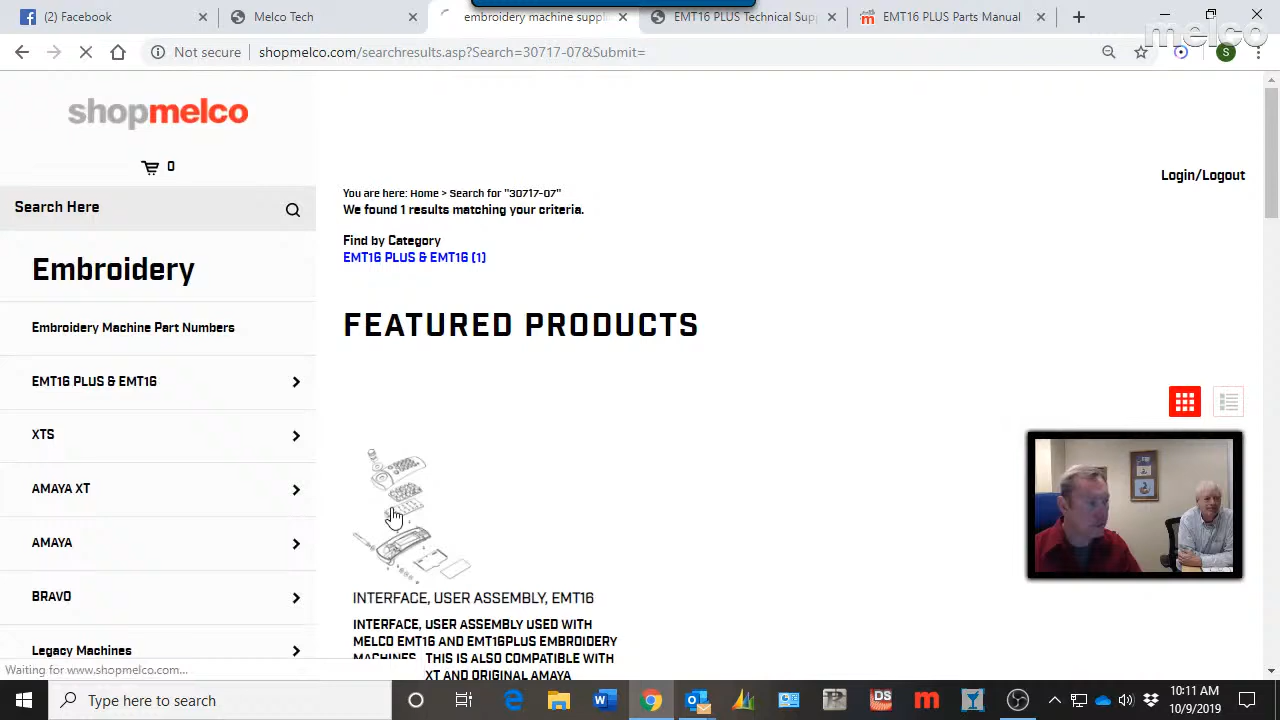 Facebook
Melco Tech
embroidery machine suppl
EMT16 PLUS Technical Supp
EMT16 PLUS Parts Manual
melco
Not secure
shopmelco.com/searchresults.asp?Search=30717-07&Submit=
S
shopmelco
0
Login/Logout
You are here: Home > Search for "30717-07"
Search Here
We found 1 results matching your criteria.
Find by Category
EMT16 PLUS & EMT16 (1)
Embroidery
FEATURED PRODUCTS
Embroidery Machine Part Numbers
EMT16 PLUS & EMT16
XTS
AMAYA XT
AMAYA
BRAVO
Legacy Machines
INTERFACE, USER ASSEMBLY, EMT16
INTERFACE, USER ASSEMBLY USED WITH
MELCO EMT16 AND EMT16PLUS EMBROIDERY
MACHINES. THIS IS ALSO COMPATIBLE WITH
XT AND ORIGINAL AMAYA
Waiting for www.shopmelco.com...
Type here to search
DS
10:11 AM
10/9/2019